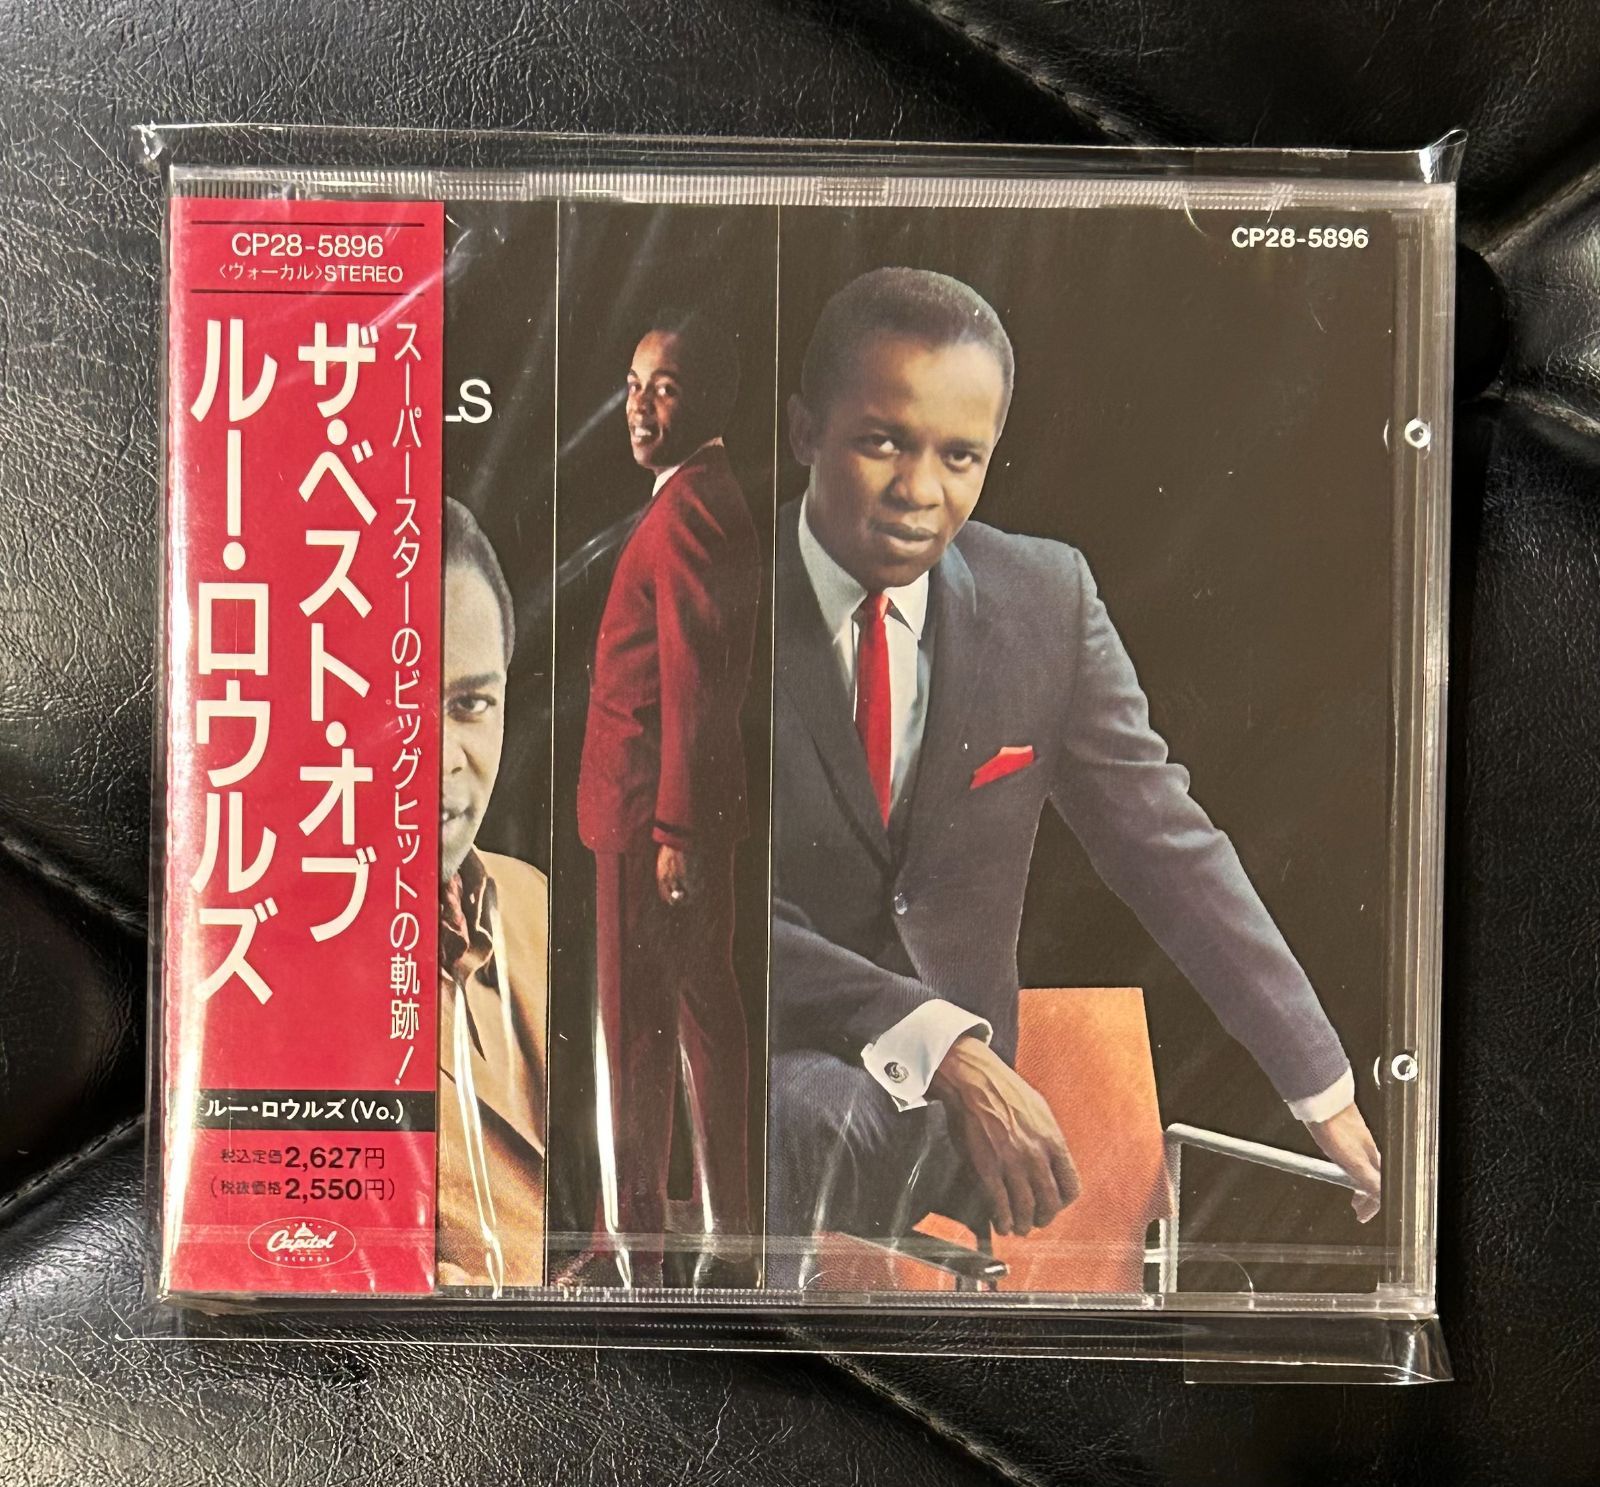 CP28-5896
〈ヴォーカル〉STEREO
スーパースターのビッグヒットの軌跡!
ザ・ベスト・オブ
ルー・ロウルズ
ルー・ロウルズ(Vo.)
税込定価2,627円
(税抜価格2,550円)
Capitol
RECORDS
LS
CP28-5896